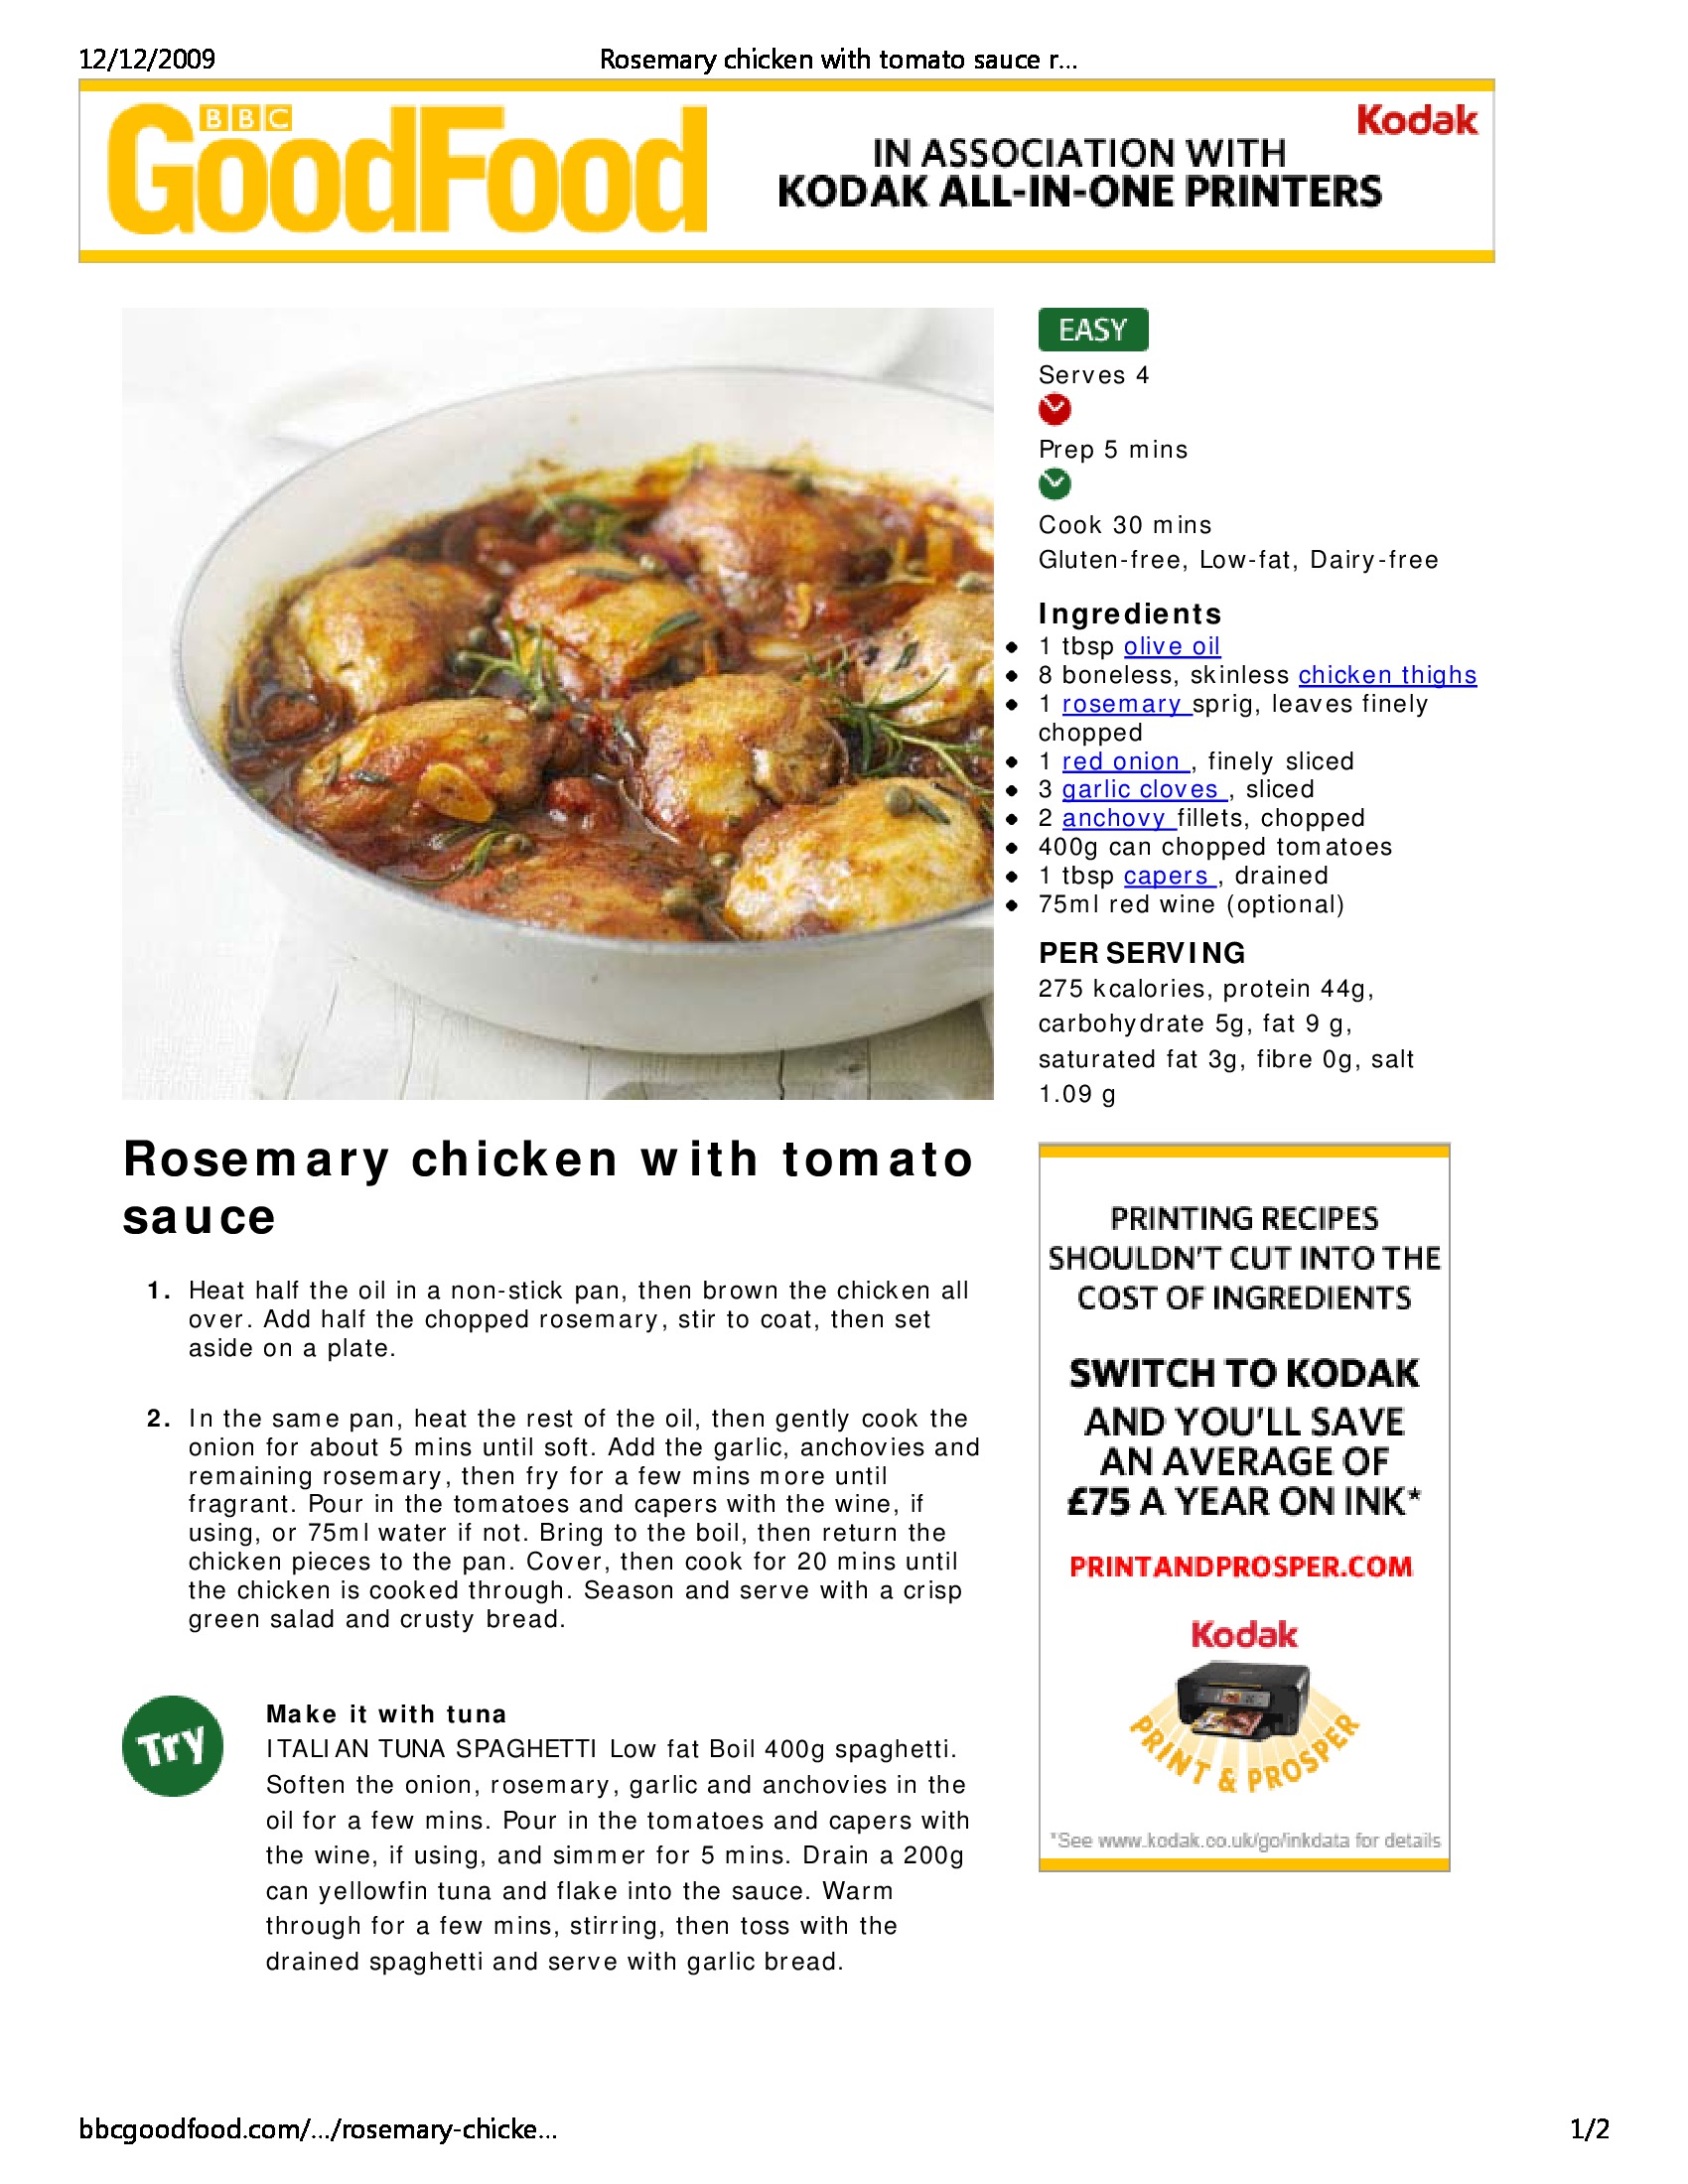 12/12/2009
Rosemary chicken with tomato sauce r...
BBC
GoodFood
Kodak
IN ASSOCIATION WITH
KODAK ALL-IN-ONE PRINTERS
EASY
Serves 4
Prep 5 mins
Cook 30 mins
Gluten-free, Low-fat, Dairy-free
Ingredients
1 tbsp olive oil
8 boneless, skinless chicken thighs
1 rosemary sprig, leaves finely
chopped
1 red onion , finely sliced
3 garlic cloves , sliced
2 anchovy fillets, chopped
400g can chopped tomatoes
1 tbsp capers , drained
75ml red wine (optional)
PER SERVING
275 kcalories, protein 44g,
carbohydrate 5g, fat 9 g,
saturated fat 3g, fibre 0g, salt
1.09 g
Rosemary chicken with tomato
sauce
1. Heat half the oil in a non-stick pan, then brown the chicken all
over. Add half the chopped rosemary, stir to coat, then set
aside on a plate.
2. In the same pan, heat the rest of the oil, then gently cook the
onion for about 5 mins until soft. Add the garlic, anchovies and
remaining rosemary, then fry for a few mins more until
fragrant. Pour in the tomatoes and capers with the wine, if
using, or 75ml water if not. Bring to the boil, then return the
chicken pieces to the pan. Cover, then cook for 20 mins until
the chicken is cooked through. Season and serve with a crisp
green salad and crusty bread.
Try
Make it with tuna
ITALIAN TUNA SPAGHETTI Low fat Boil 400g spaghetti.
Soften the onion, rosemary, garlic and anchovies in the
oil for a few mins. Pour in the tomatoes and capers with
the wine, if using, and simmer for 5 mins. Drain a 200g
can yellowfin tuna and flake into the sauce. Warm
through for a few mins, stirring, then toss with the
drained spaghetti and serve with garlic bread.
PRINTING RECIPES
SHOULDN'T CUT INTO THE
COST OF INGREDIENTS
SWITCH TO KODAK
AND YOU'LL SAVE
AN AVERAGE OF
£75 A YEAR ON INK*
PRINTANDPROSPER.COM
Kodak
PRINT & PROSPER
*See www.kodak.co.uk/go/inkdata for details
bbcgoodfood.com/.../rosemary-chicke...
1/2